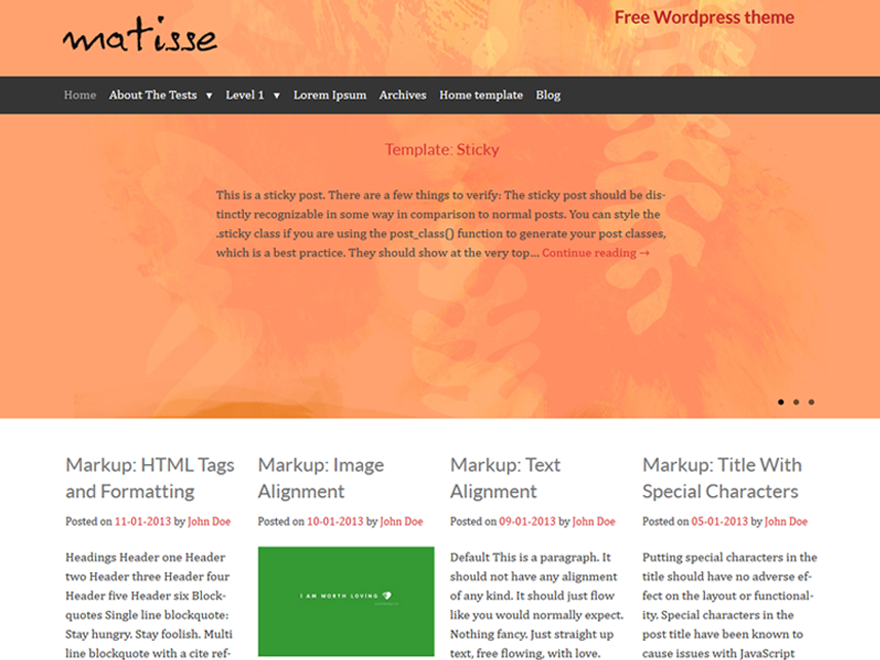 matisse
Free Wordpress theme
Home About The Tests ▼ Level 1 ▼ Lorem Ipsum Archives Home template Blog
Template: Sticky
This is a sticky post. There are a few things to verify: The sticky post should be dis-
tinctly recognizable in some way in comparison to normal posts. You can style the
.sticky class if you are using the post_class() function to generate your post classes,
which is a best practice. They should show at the very top... Continue reading →
Markup: HTML Tags
and Formatting
Posted on 11-01-2013 by John Doe
Headings Header one Header
two Header three Header four
Header five Header six Block-
quotes Single line blockquote:
Stay hungry. Stay foolish. Multi
line blockquote with a cite ref-
Markup: Image
Alignment
Posted on 10-01-2013 by John Doe
I AM WORTH LOVING
Markup: Text
Alignment
Posted on 09-01-2013 by John Doe
Default This is a paragraph. It
should not have any alignment
of any kind. It should just flow
like you would normally expect.
Nothing fancy. Just straight up
text, free flowing, with love.
Markup: Title With
Special Characters
Posted on 05-01-2013 by John Doe
Putting special characters in the
title should have no adverse ef-
fect on the layout or functional-
ity. Special characters in the
post title have been known to
cause issues with JavaScript